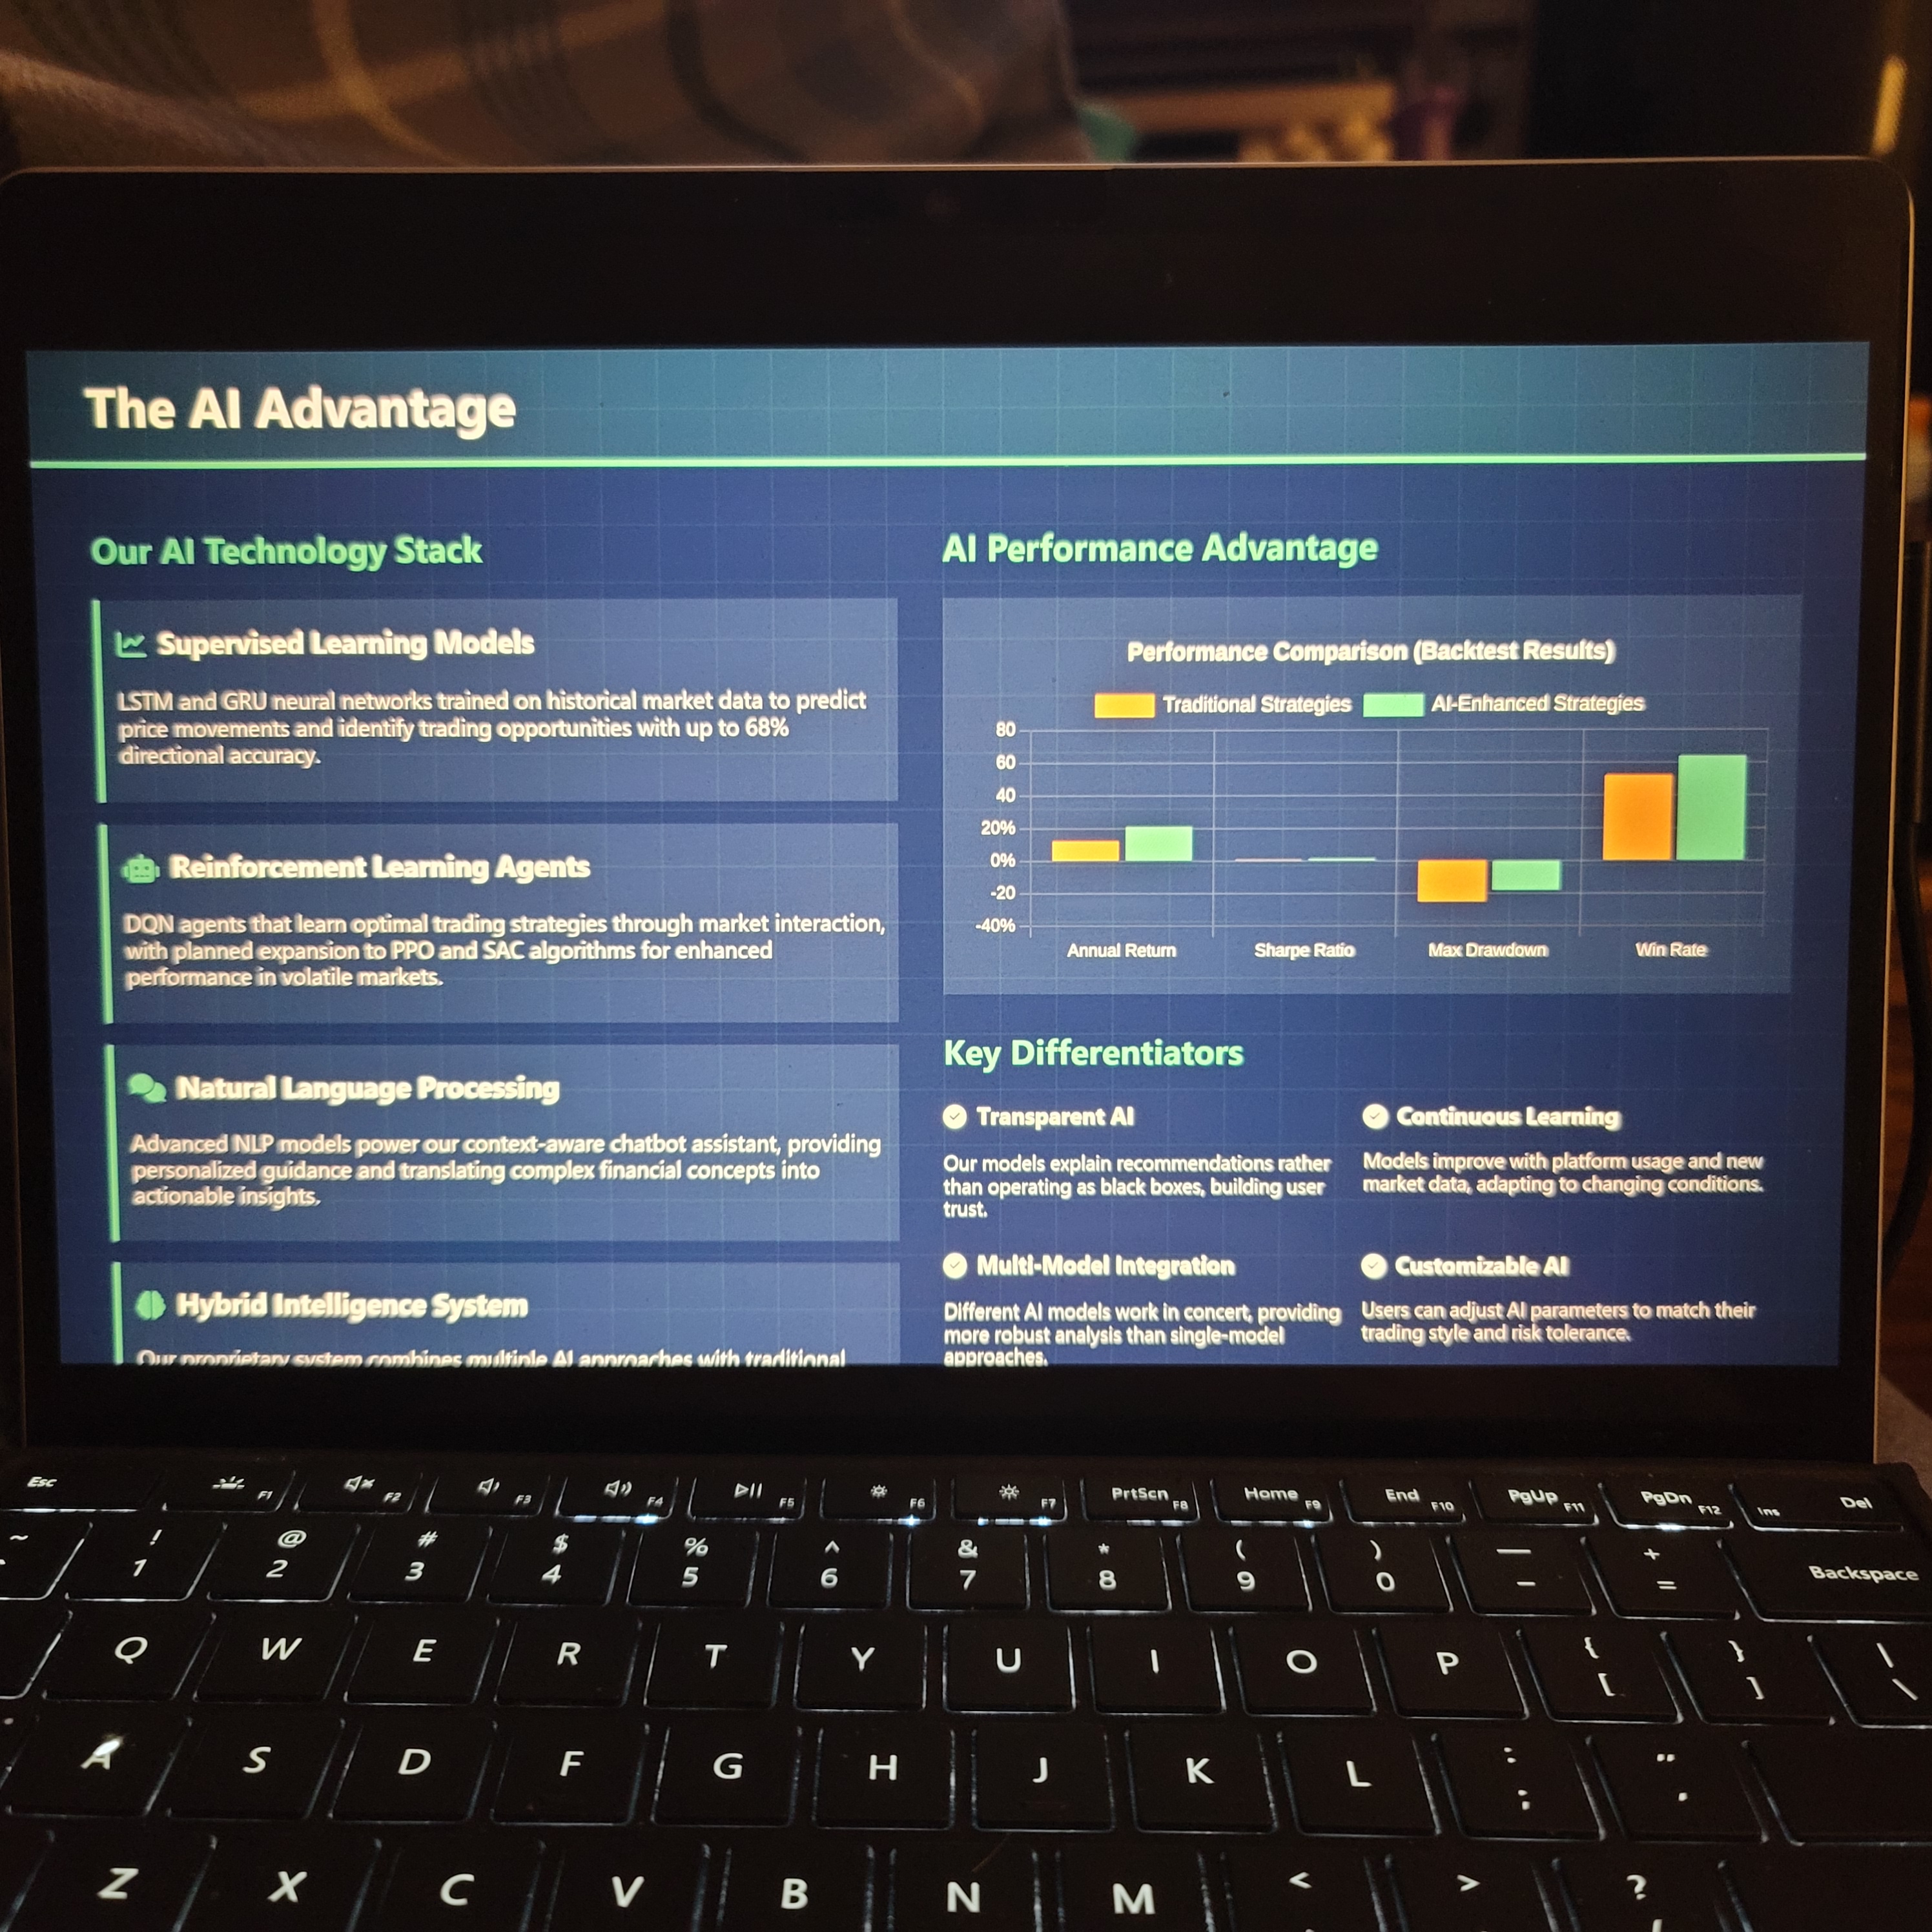 The AI Advantage
Our AI Technology Stack
Supervised Learning Models
LSTM and GRU neural networks trained on historical market data to predict
price movements and identify trading opportunities with up to 68%
directional accuracy.
Reinforcement Learning Agents
DQN agents that learn optimal trading strategies through market interaction,
with planned expansion to PPO and SAC algorithms for enhanced
performance in volatile markets.
Natural Language Processing
Advanced NLP models power our context-aware chatbot assistant, providing
personalized guidance and translating complex financial concepts into
actionable insights.
Hybrid Intelligence System
Our proprietary system combines multiple AI approaches with traditional
AI Performance Advantage
Performance Comparison (Backtest Results)
Traditional Strategies AI-Enhanced Strategies
80
60
40
20%
0%
-20
-40%
Annual Return Sharpe Ratio Max Drawdown Win Rate
Key Differentiators
Transparent AI
Our models explain recommendations rather
than operating as black boxes, building user
trust.
Continuous Learning
Models improve with platform usage and new
market data, adapting to changing conditions.
Multi-Model Integration
Different AI models work in concert, providing
more robust analysis than single-model
approaches.
Customizable AI
Users can adjust AI parameters to match their
trading style and risk tolerance.
Esc F1 F2 F3 F4 F5 F6 F7 PrtScn F8 Home F9 End F10 PgUp F11 PgDn F12 Ins Del
~ ! @ # $ % ^ & * ( ) — +
1 2 3 4 5 6 7 8 9 0 - = Backspace
Q W E R T Y U I O P { [ } ] | \
A S D F G H J K L : ; " '
Z X C V B N M < > ? /